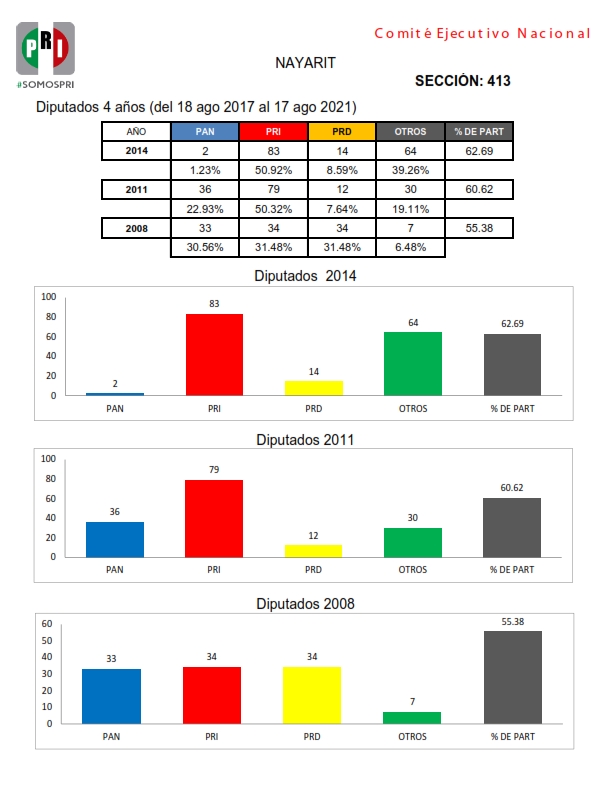 PRI
Comité Ejecutivo Nacional
#SOMOSPRI
NAYARIT
SECCIÓN: 413
Diputados 4 años (del 18 ago 2017 al 17 ago 2021)
AÑO PAN PRI PRD OTROS % DE PART
2014 2 83 14 64 62.69
1.23% 50.92% 8.59% 39.26%
2011 36 79 12 30 60.62
22.93% 50.32% 7.64% 19.11%
2008 33 34 34 7 55.38
30.56% 31.48% 31.48% 6.48%
Diputados 2014
100
80
60
40
20
0
2
83
14
64
62.69
PAN PRI PRD OTROS % DE PART
Diputados 2011
100
80
60
40
20
0
36
79
12
30
60.62
PAN PRI PRD OTROS % DE PART
Diputados 2008
60
50
40
30
20
10
0
33
34
34
7
55.38
PAN PRI PRD OTROS % DE PART